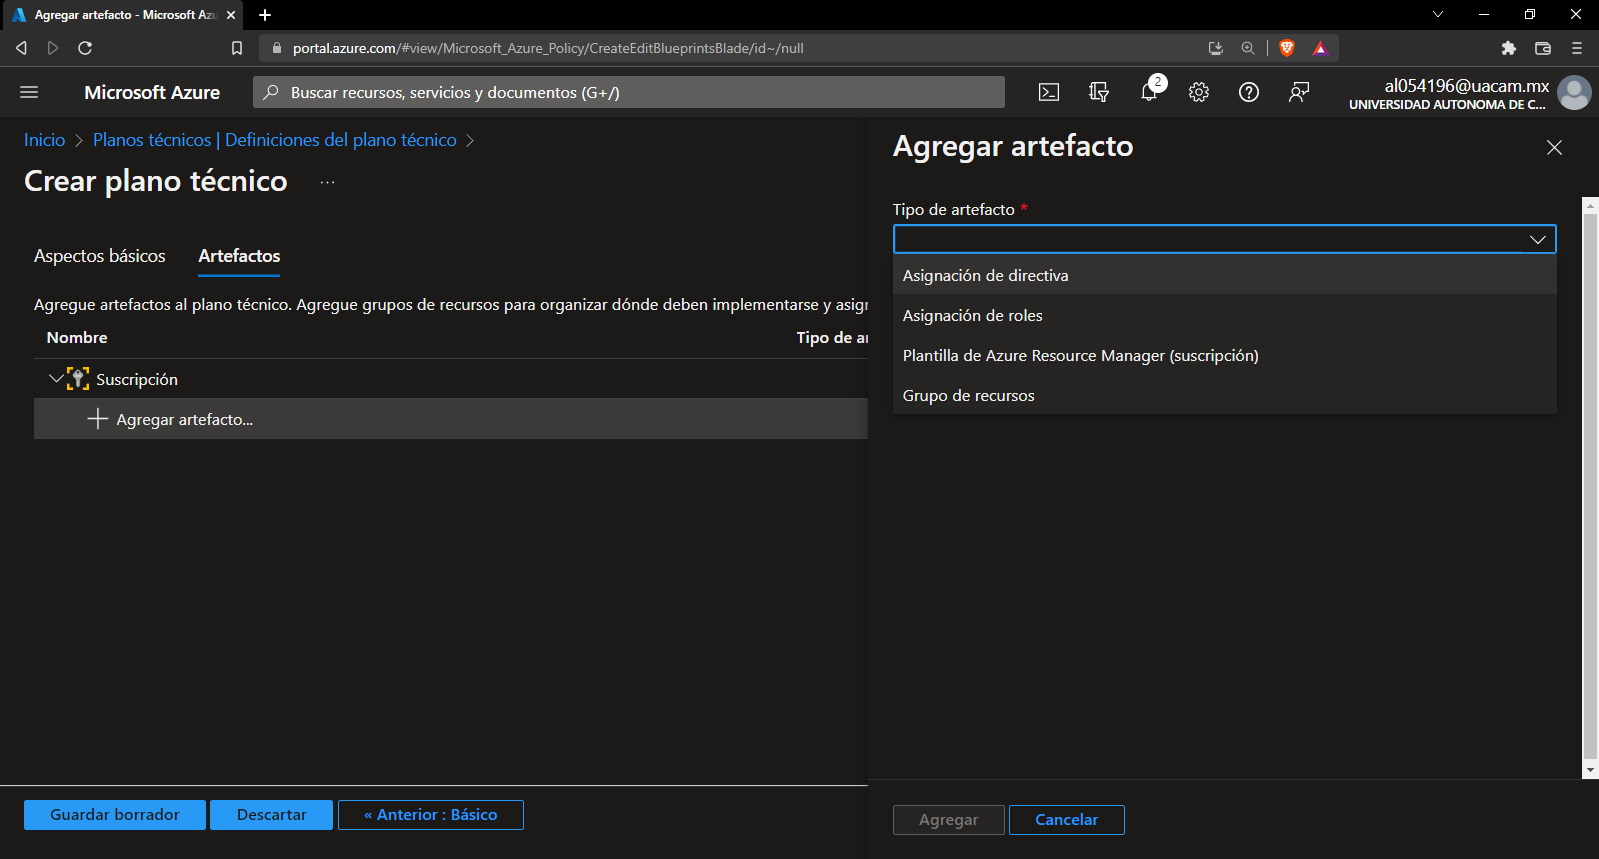 Agregar artefacto - Microsoft Azu
portal.azure.com/#view/Microsoft_Azure_Policy/CreateEditBlueprintsBlade/id~/null
Microsoft Azure
Buscar recursos, servicios y documentos (G+/)
2
al054196@uacam.mx
UNIVERSIDAD AUTONOMA DE C...
Inicio > Planos técnicos | Definiciones del plano técnico >
Crear plano técnico ...
Aspectos básicos
Artefactos
Agregue artefactos al plano técnico. Agregue grupos de recursos para organizar dónde deben implementarse y asign
Nombre
Tipo de ar
Suscripción
Agregar artefacto...
Guardar borrador
Descartar
« Anterior : Básico
Agregar artefacto
Tipo de artefacto *
Asignación de directiva
Asignación de roles
Plantilla de Azure Resource Manager (suscripción)
Grupo de recursos
Agregar
Cancelar